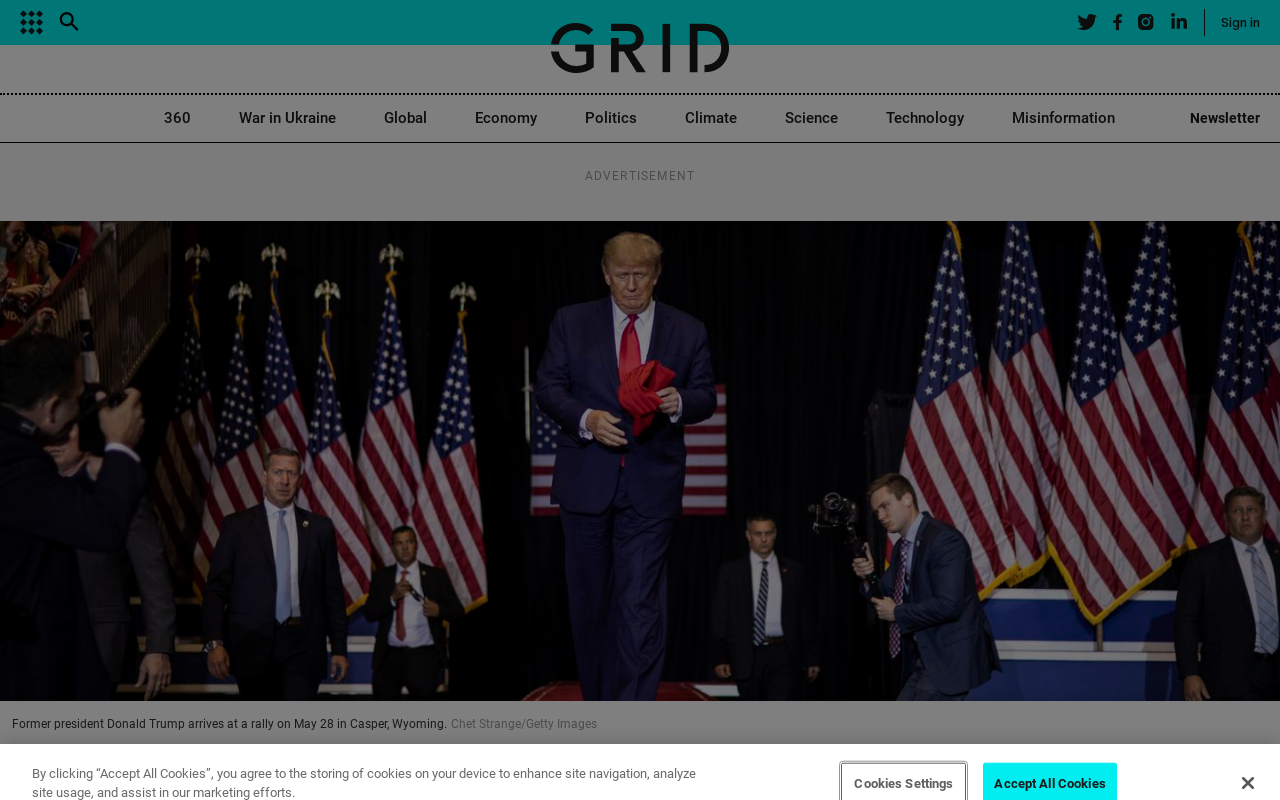 GRID
Sign in
360 War in Ukraine Global Economy Politics Climate Science Technology Misinformation Newsletter
ADVERTISEMENT
Former president Donald Trump arrives at a rally on May 28 in Casper, Wyoming. Chet Strange/Getty Images
By clicking “Accept All Cookies”, you agree to the storing of cookies on your device to enhance site navigation, analyze
site usage, and assist in our marketing efforts.
Cookies Settings
Accept All Cookies